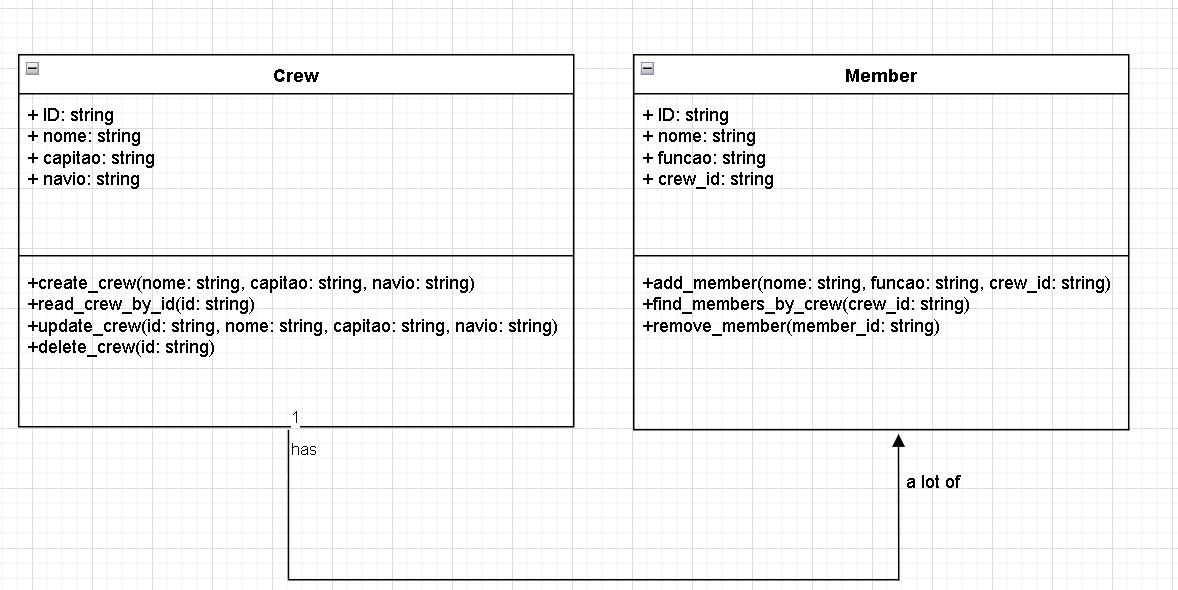 Crew
+ ID: string
+ nome: string
+ capitao: string
+ navio: string
+create_crew(nome: string, capitao: string, navio: string)
+read_crew_by_id(id: string)
+update_crew(id: string, nome: string, capitao: string, navio: string)
+delete_crew(id: string)
1
has
Member
+ ID: string
+ nome: string
+ funcao: string
+ crew_id: string
+add_member(nome: string, funcao: string, crew_id: string)
+find_members_by_crew(crew_id: string)
+remove_member(member_id: string)
a lot of